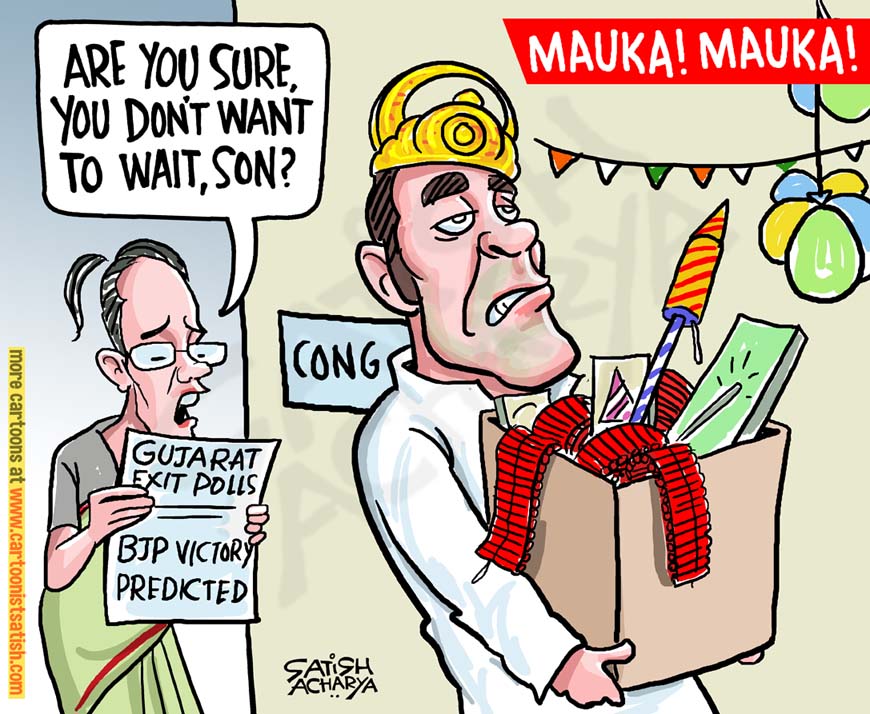 MAUKA! MAUKA!
ARE YOU SURE,
YOU DON'T WANT
TO WAIT, SON?
CONG
GUJARAT
EXIT POLLS
BJP VICTORY
PREDICTED
SATISH
ACHARYA
more cartoons at www.cartoonistsatish.com